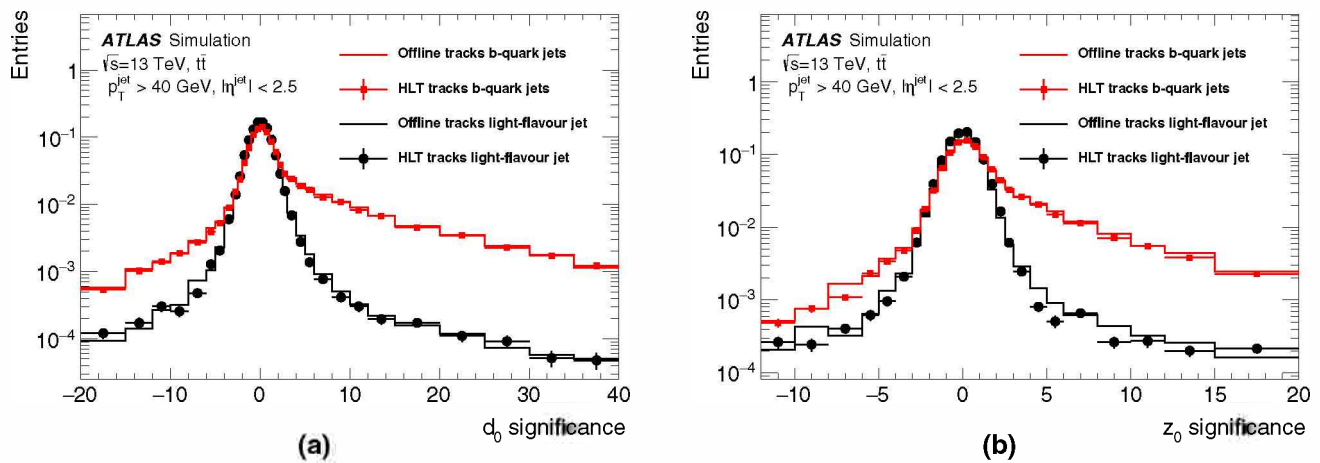 Entries
ATLAS Simulation
√s=13 TeV, tt̄
p_T^jet > 40 GeV, |η^jet| < 2.5
Offline tracks b-quark jets
HLT tracks b-quark jets
Offline tracks light-flavour jet
HLT tracks light-flavour jet
1
10⁻¹
10⁻²
10⁻³
10⁻⁴
−20 −10 0 10 20 30 40
d₀ significance
(a)
Entries
ATLAS Simulation
√s=13 TeV, tt̄
p_T^jet > 40 GeV, |η^jet| < 2.5
Offline tracks b-quark jets
HLT tracks b-quark jets
Offline tracks light-flavour jet
HLT tracks light-flavour jet
1
10⁻¹
10⁻²
10⁻³
10⁻⁴
−10 −5 0 5 10 15 20
z₀ significance
(b)